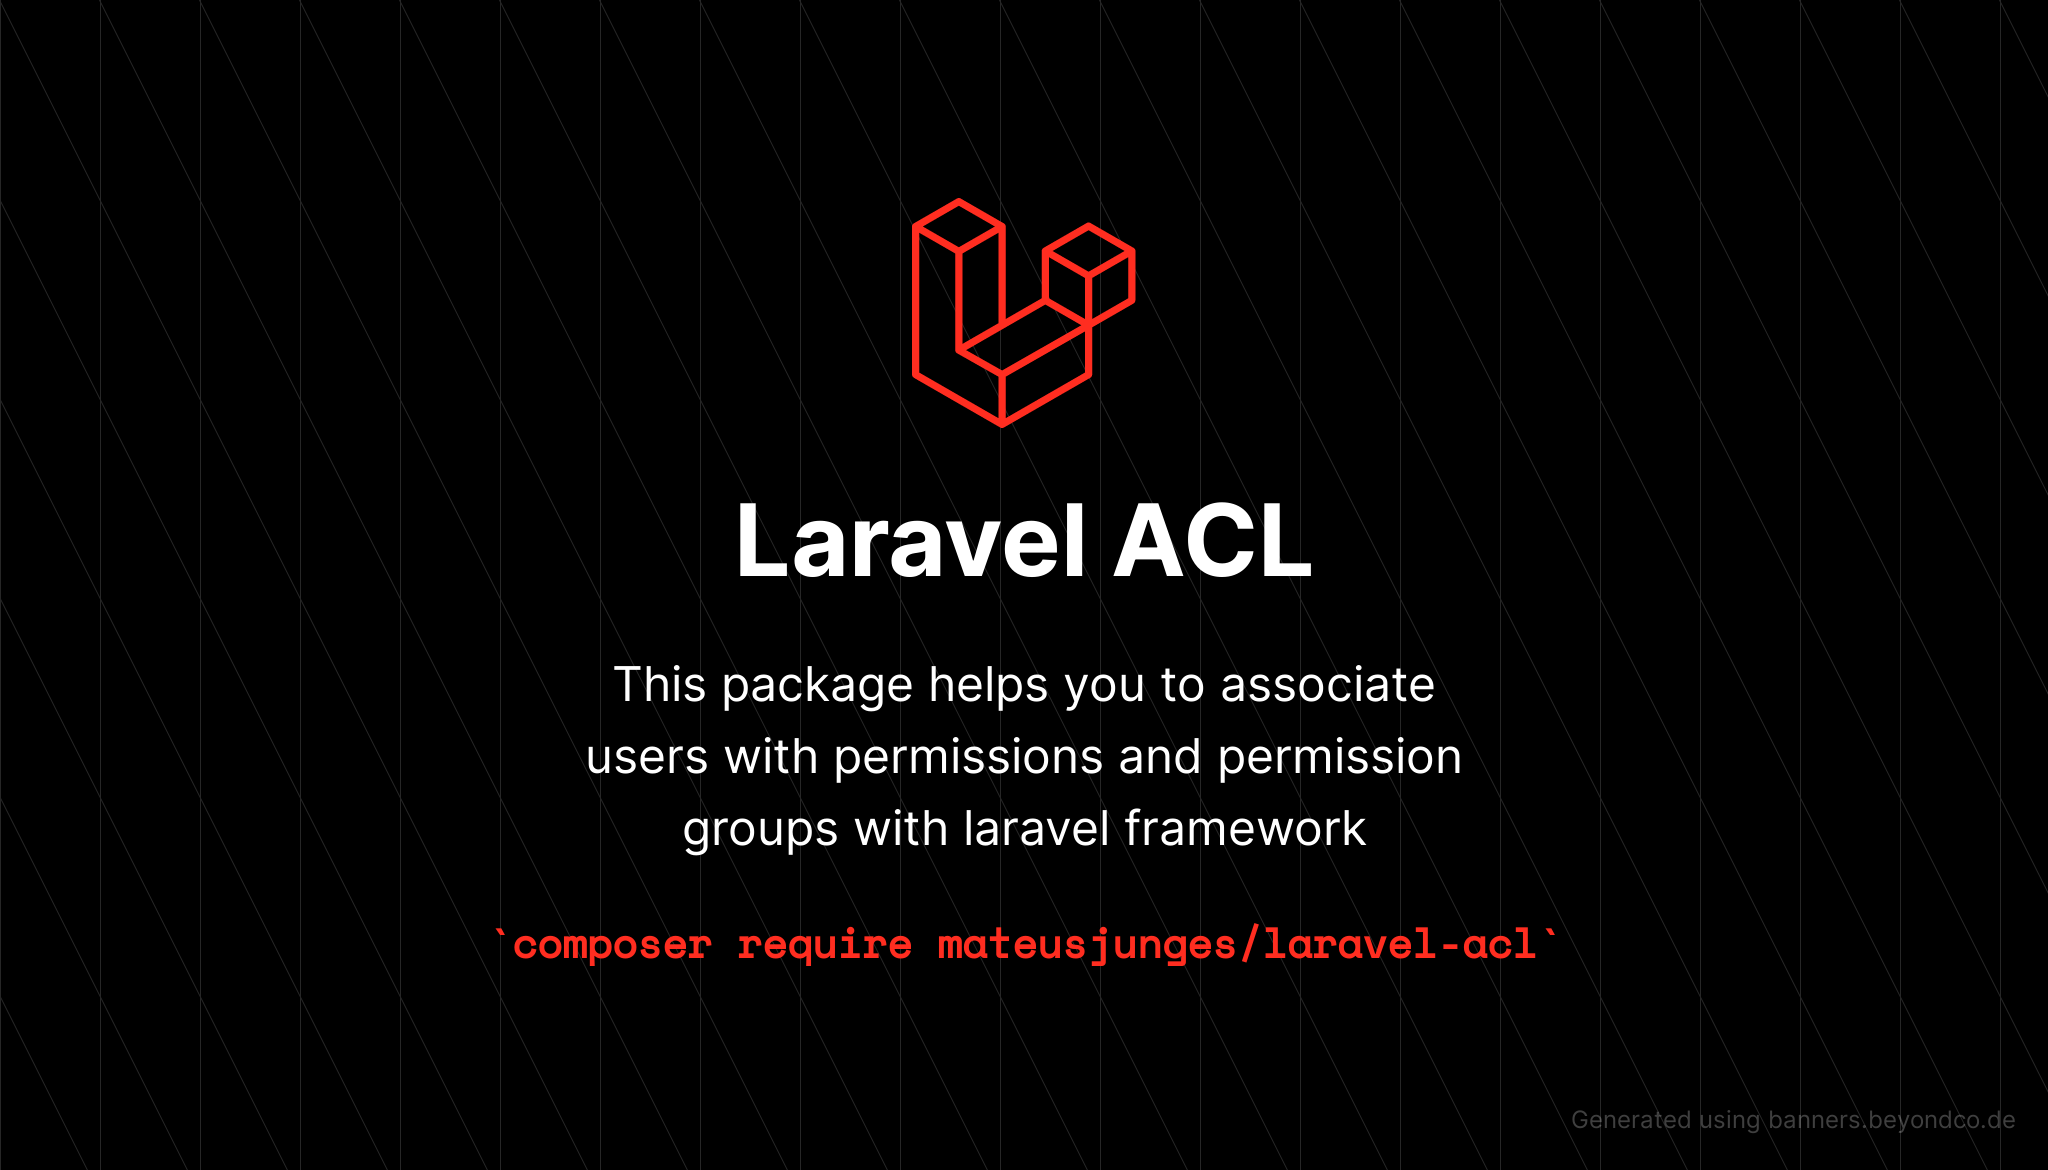 Laravel ACL
This package helps you to associate
users with permissions and permission
groups with laravel framework
`composer require mateusjunges/laravel-acl`
Generated using banners.beyondco.de